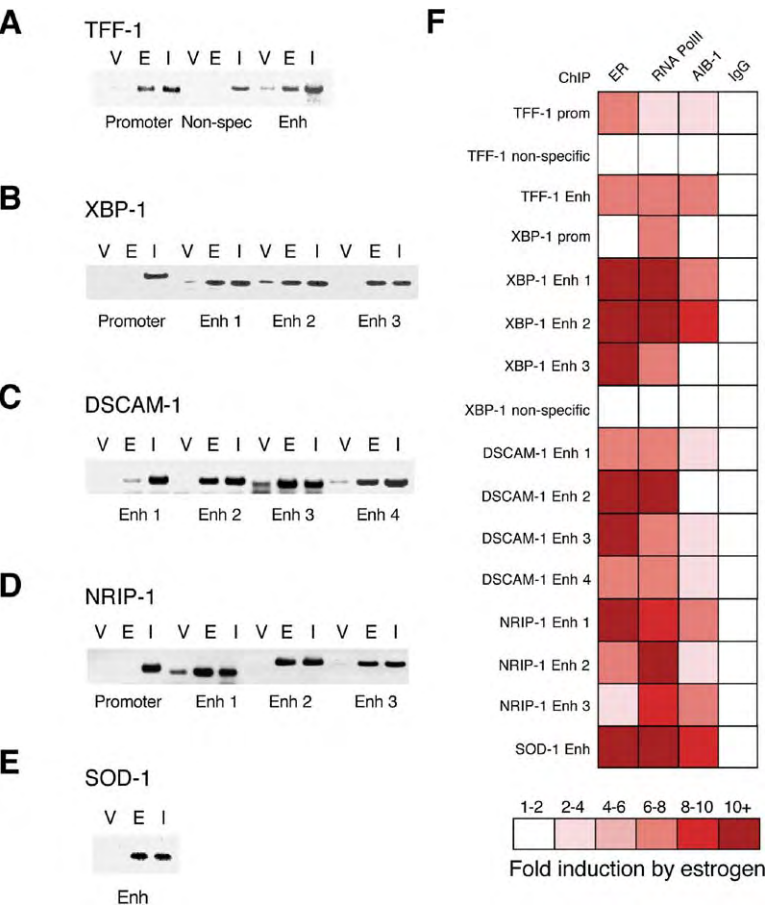 A
TFF-1
V E I V E I V E I
Promoter Non-spec Enh
B
XBP-1
V E I V E I V E I V E I
Promoter Enh 1 Enh 2 Enh 3
C
DSCAM-1
V E I V E I V E I V E I
Enh 1 Enh 2 Enh 3 Enh 4
D
NRIP-1
V E I V E I V E I V E I
Promoter Enh 1 Enh 2 Enh 3
E
SOD-1
V E I
Enh
F
ChIP ER RNA PolII AIB-1 IgG
TFF-1 prom
TFF-1 non-specific
TFF-1 Enh
XBP-1 prom
XBP-1 Enh 1
XBP-1 Enh 2
XBP-1 Enh 3
XBP-1 non-specific
DSCAM-1 Enh 1
DSCAM-1 Enh 2
DSCAM-1 Enh 3
DSCAM-1 Enh 4
NRIP-1 Enh 1
NRIP-1 Enh 2
NRIP-1 Enh 3
SOD-1 Enh
1-2 2-4 4-6 6-8 8-10 10+
Fold induction by estrogen